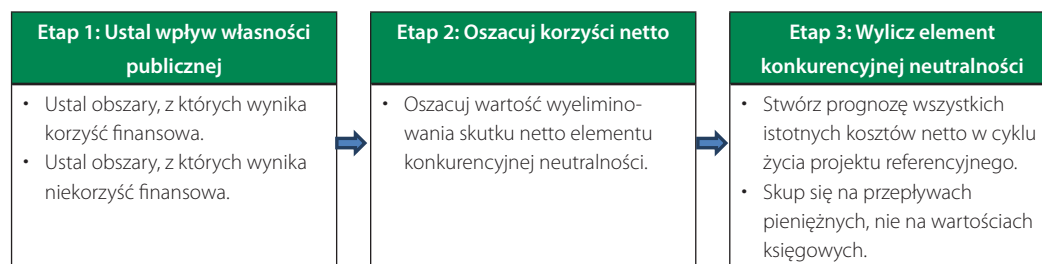 Etap 1: Ustal wpływ własności
publicznej
• Ustal obszary, z których wynika
korzyść finansowa.
• Ustal obszary, z których wynika
niekorzyść finansowa.
Etap 2: Oszacuj korzyści netto
• Oszacuj wartość wyelimino-
wania skutku netto elementu
konkurencyjnej neutralności.
Etap 3: Wylicz element
konkurencyjnej neutralności
• Stwórz prognozę wszystkich
istotnych kosztów netto w cyklu
życia projektu referencyjnego.
• Skup się na przepływach
pieniężnych, nie na wartościach
księgowych.